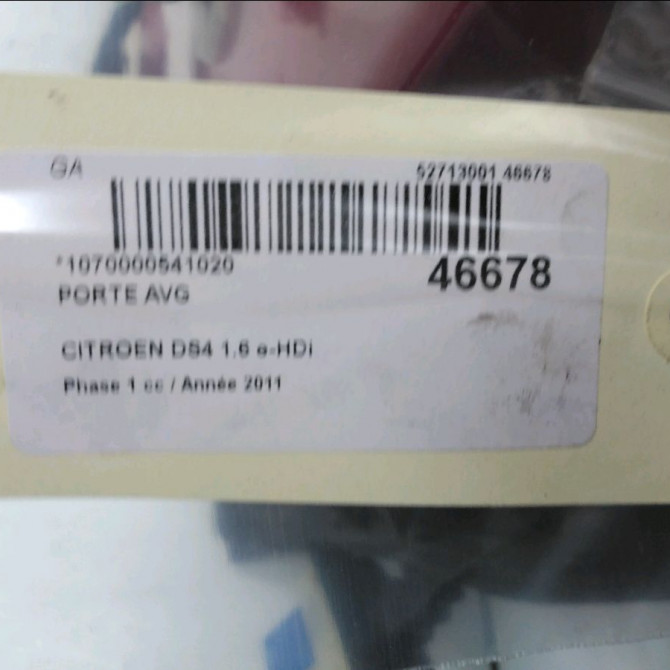 GA 52713001 46678
*1070000541020 46678
PORTE AVG
CITROEN DS4 1.6 e-HDi
Phase 1 cc / Année 2011